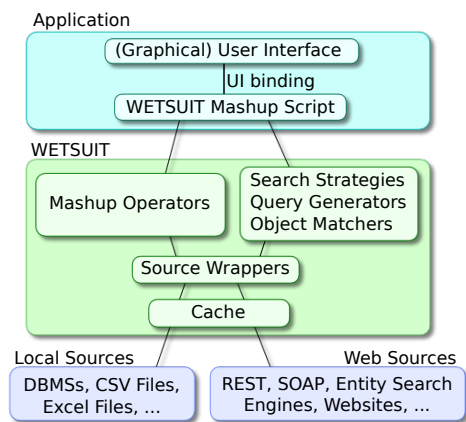 Application
(Graphical) User Interface
UI binding
WETSUIT Mashup Script
WETSUIT
Mashup Operators
Search Strategies
Query Generators
Object Matchers
Source Wrappers
Cache
Local Sources
Web Sources
DBMSs, CSV Files,
Excel Files, ...
REST, SOAP, Entity Search
Engines, Websites, ...